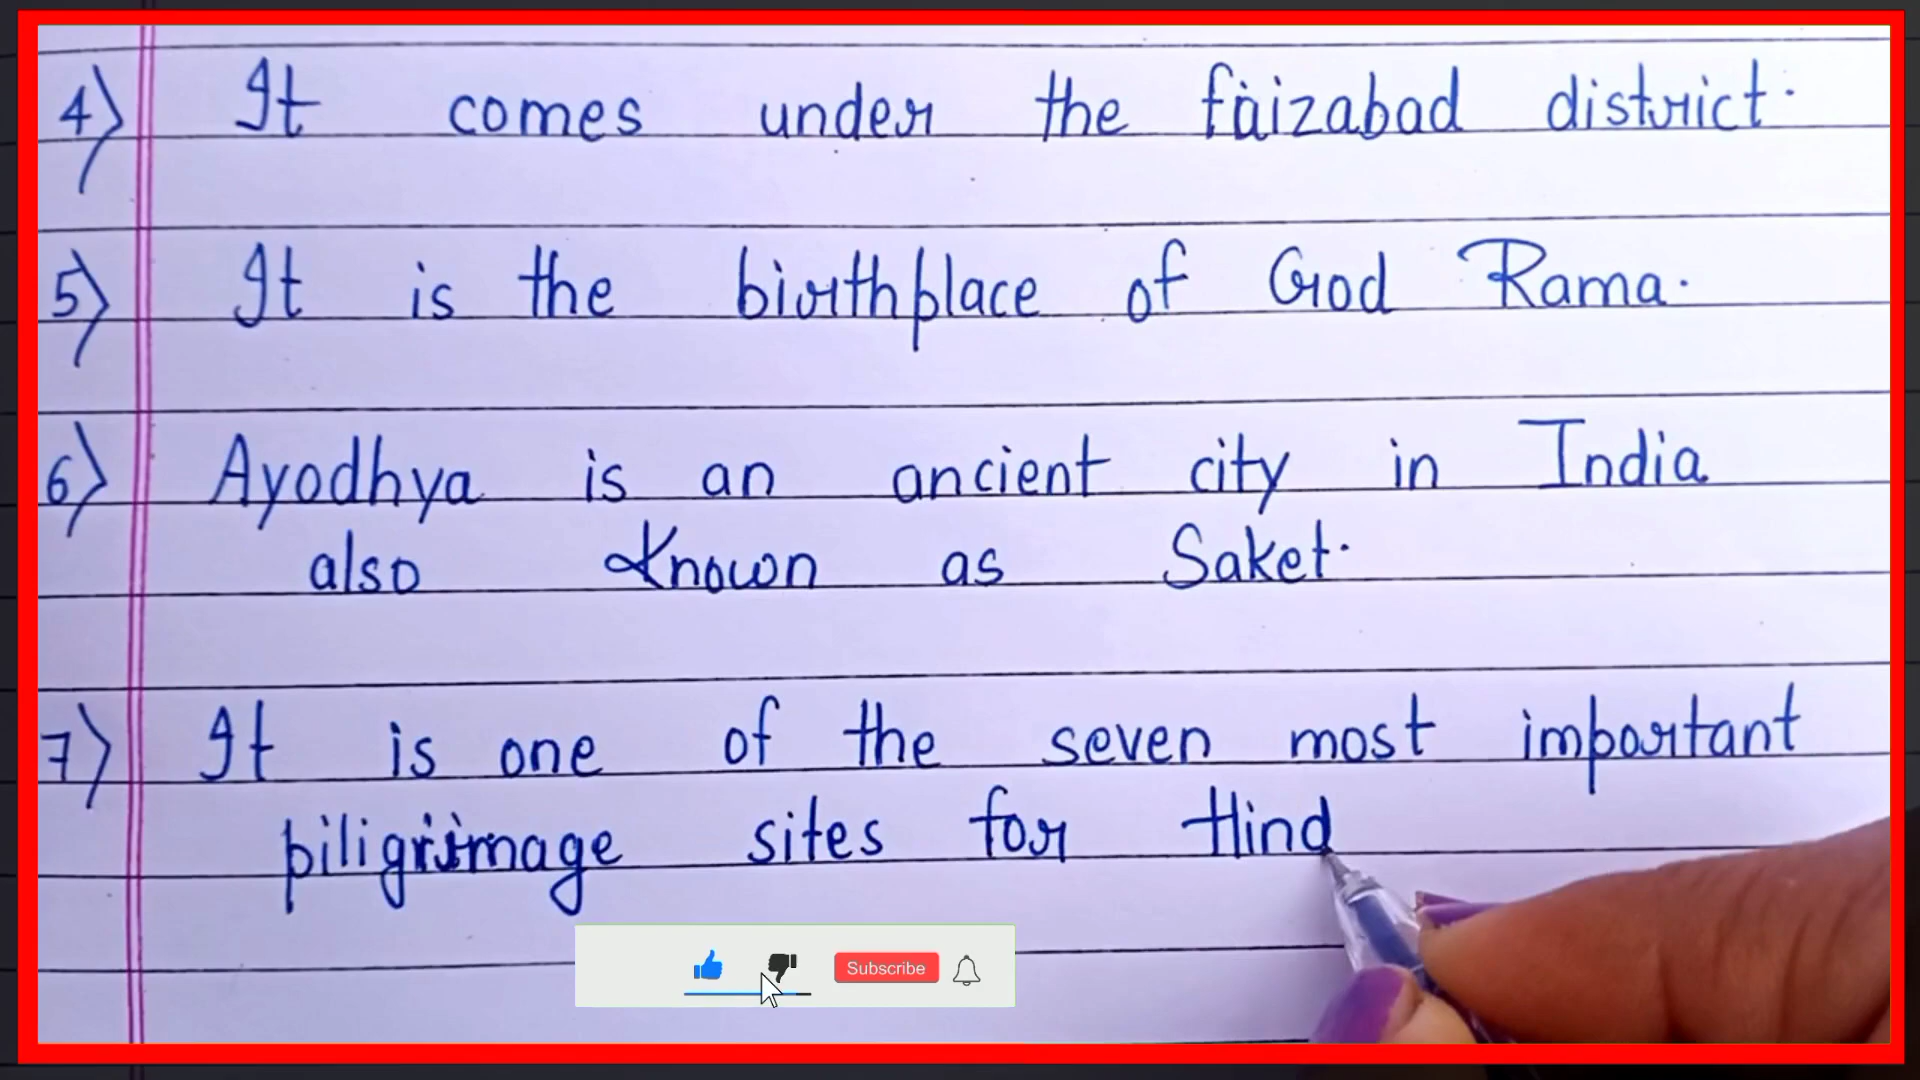 4) It comes under the faizabad district.
5) It is the birthplace of God Rama.
6) Ayodhya is an ancient city in India
also Known as Saket.
7) It is one of the seven most important
piligrimage sites for Hind
Subscribe